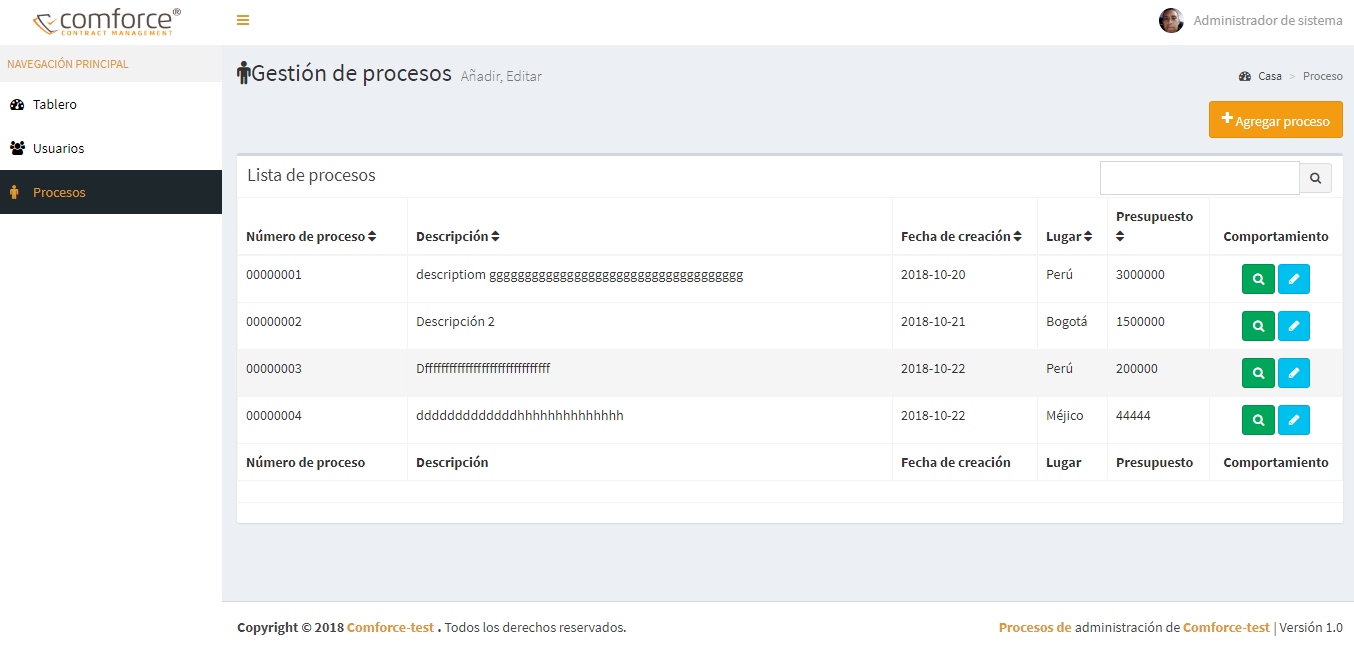 comforce®
CONTRACT MANAGEMENT
Administrador de sistema
NAVEGACIÓN PRINCIPAL
Tablero
Usuarios
Procesos
Gestión de procesos Añadir, Editar
Casa > Proceso
Agregar proceso
Lista de procesos
Número de proceso Descripción Fecha de creación Lugar Presupuesto Comportamiento
00000001 descriptiom gggggggggggggggggggggggggggggggggggg 2018-10-20 Perú 3000000
00000002 Descripción 2 2018-10-21 Bogotá 1500000
00000003 Dffffffffffffffffffffffffffffff 2018-10-22 Perú 200000
00000004 dddddddddddddhhhhhhhhhhhhhh 2018-10-22 Méjico 44444
Número de proceso Descripción Fecha de creación Lugar Presupuesto Comportamiento
Copyright © 2018 Comforce-test . Todos los derechos reservados.
Procesos de administración de Comforce-test | Versión 1.0